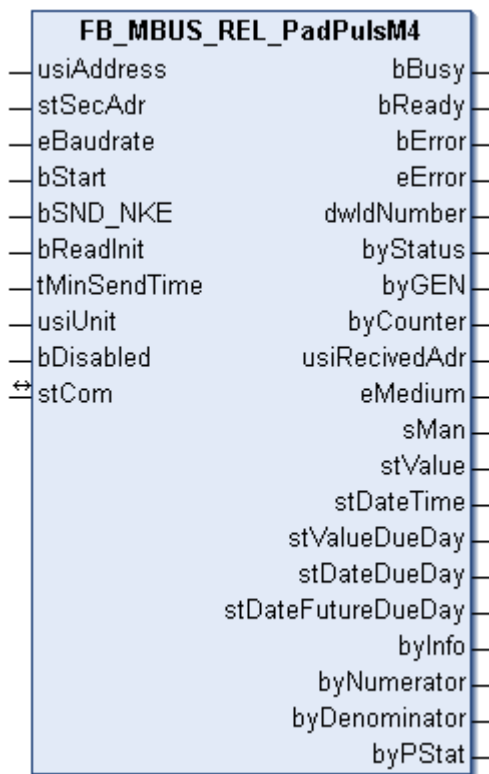 FB_MBUS_REL_PadPulsM4
usiAddress bBusy
stSecAdr bReady
eBaudrate bError
bStart eError
bSND_NKE dwIdNumber
bReadInit byStatus
tMinSendTime byGEN
usiUnit byCounter
bDisabled usiRecivedAdr
stCom eMedium
sMan
stValue
stDateTime
stValueDueDay
stDateDueDay
stDateFutureDueDay
byInfo
byNumerator
byDenominator
byPStat